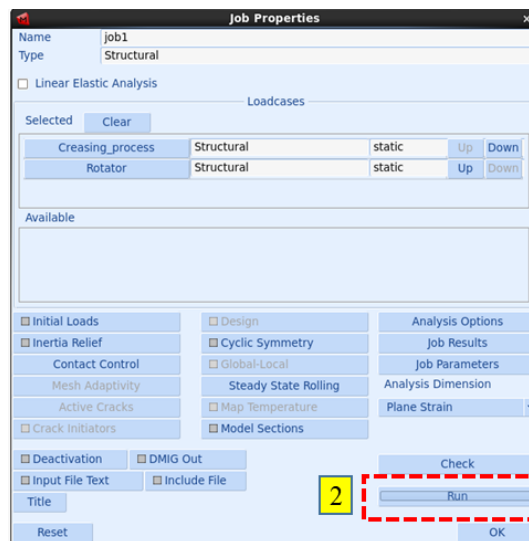 Job Properties
Name job1
Type Structural
Linear Elastic Analysis
Loadcases
Selected Clear
Creasing_process Structural static Up Down
Rotator Structural static Up Down
Available
Initial Loads Design Analysis Options
Inertia Relief Cyclic Symmetry Job Results
Contact Control Global-Local Job Parameters
Mesh Adaptivity Steady State Rolling Analysis Dimension
Active Cracks Map Temperature Plane Strain
Crack Initiators Model Sections
Deactivation DMIG Out Check
Input File Text Include File 2 Run
Title
Reset OK